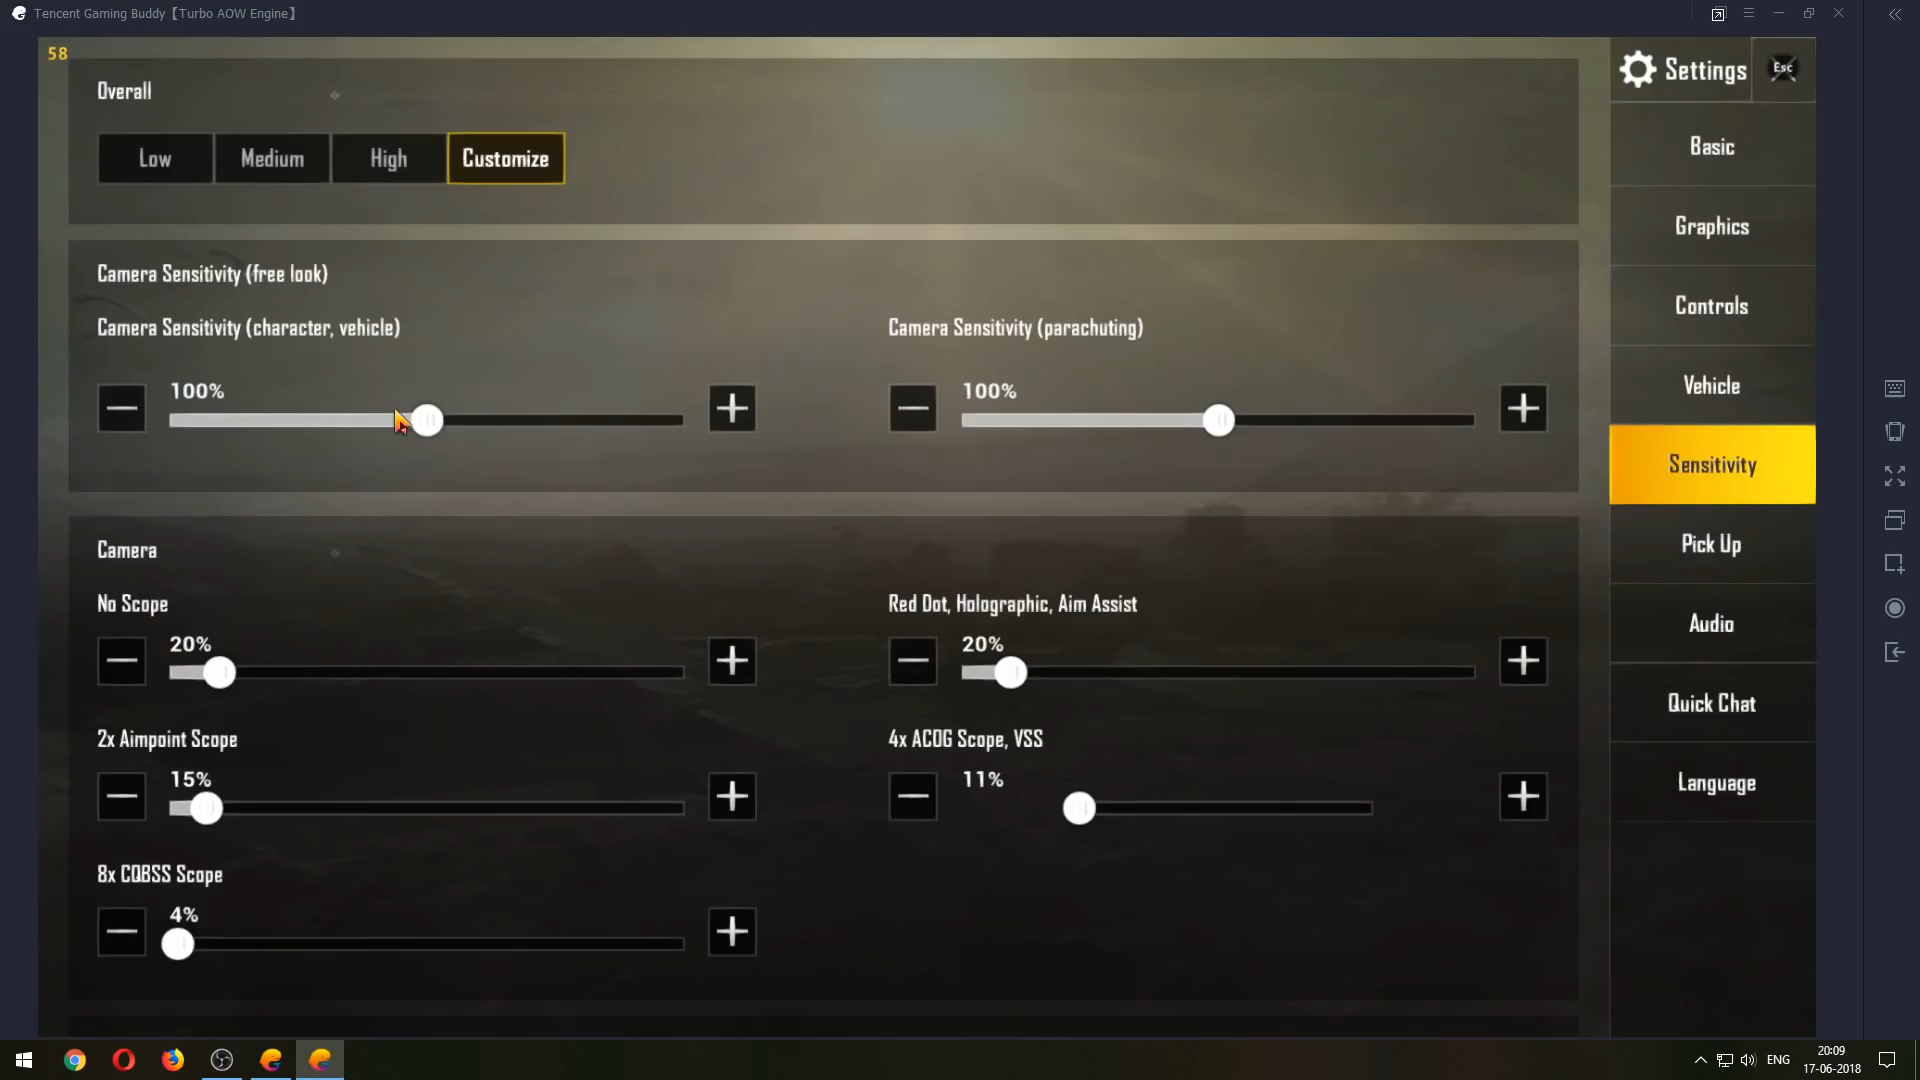 Tencent Gaming Buddy【Turbo AOW Engine】
58
Settings
Esc
Overall
Low
Medium
High
Customize
Basic
Graphics
Camera Sensitivity (free look)
Camera Sensitivity (character, vehicle)
Camera Sensitivity (parachuting)
Controls
100%
100%
Vehicle
Sensitivity
Camera
Pick Up
No Scope
Red Dot, Holographic, Aim Assist
20%
20%
Audio
2x Aimpoint Scope
4x ACOG Scope, VSS
Quick Chat
15%
11%
Language
8x CQBSS Scope
4%
ENG
20:09
17-06-2018